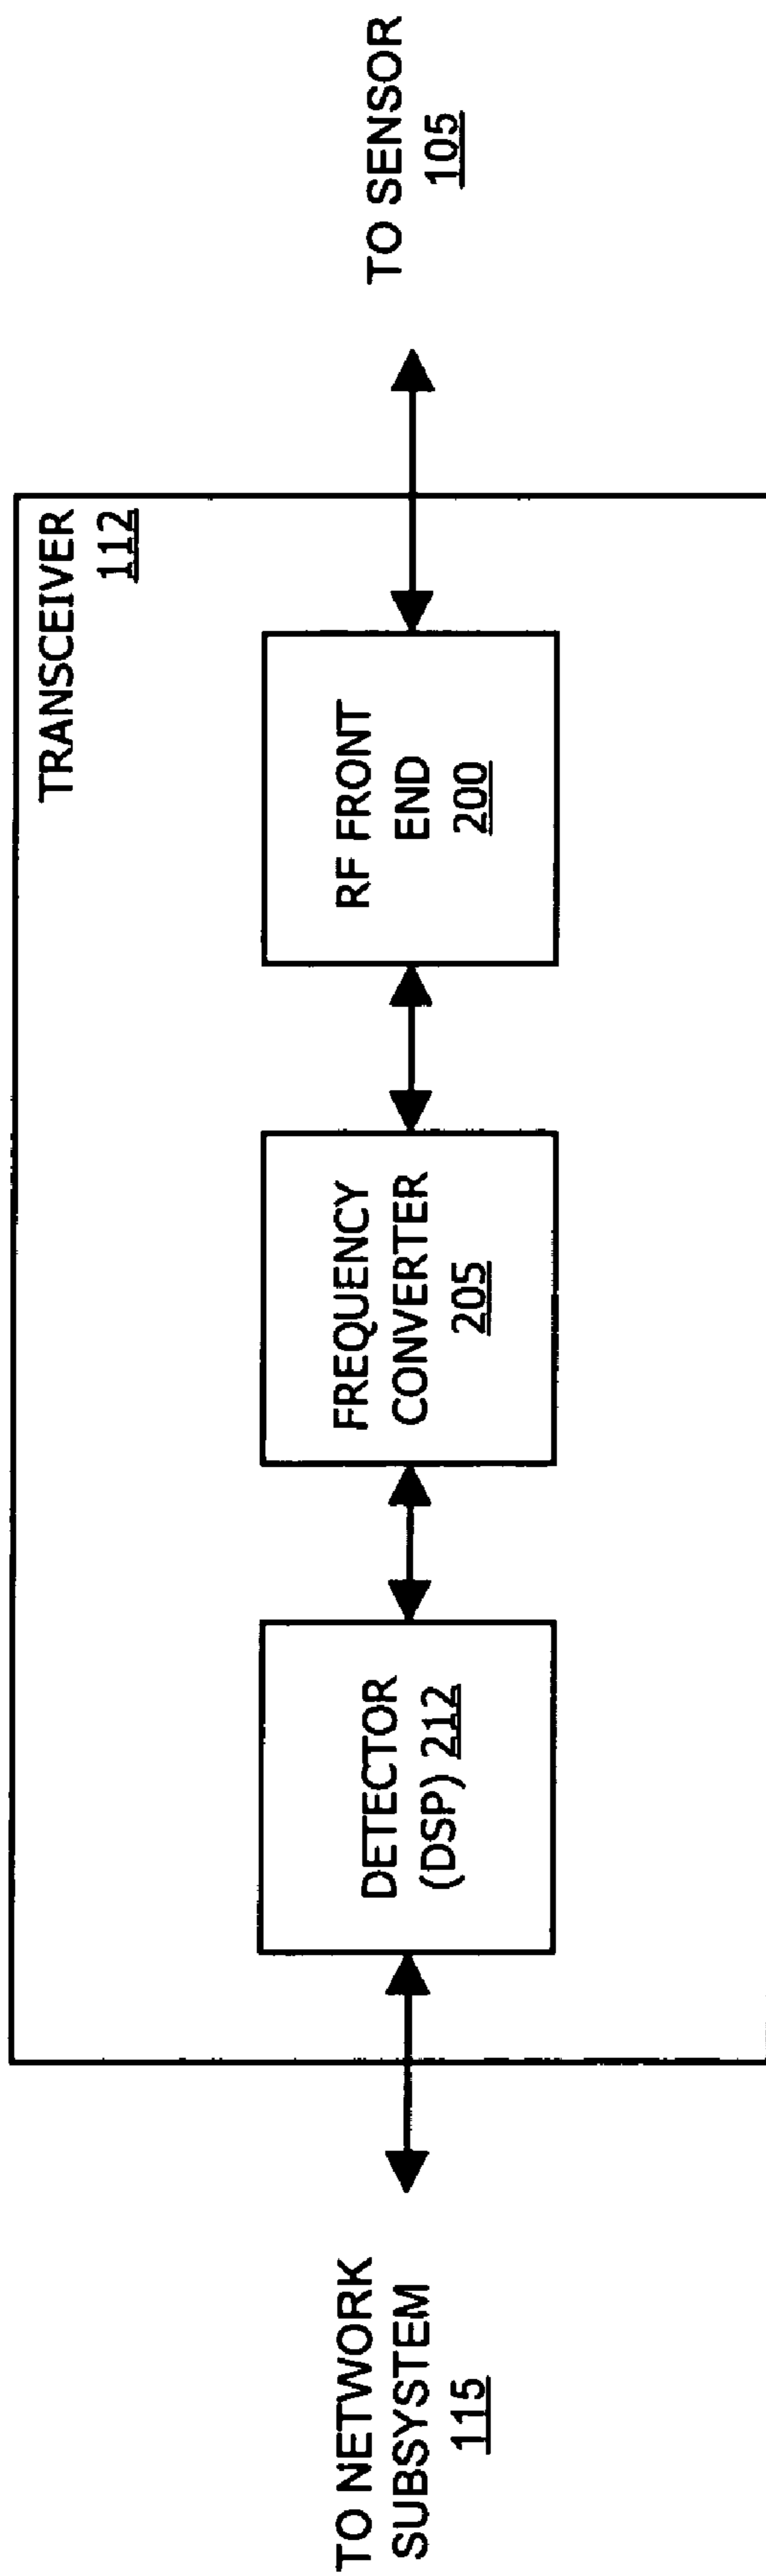 TRANSCEIVER
112
TO NETWORK
SUBSYSTEM
115
DETECTOR
(DSP) 212
FREQUENCY
CONVERTER
205
RF FRONT
END
200
TO SENSOR
105